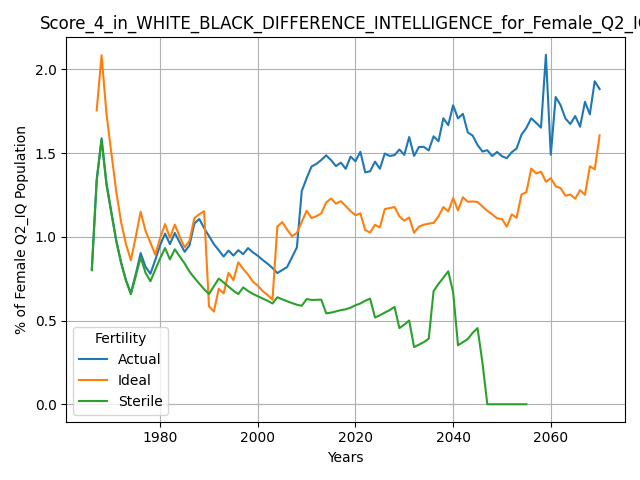 Score_4_in_WHITE_BLACK_DIFFERENCE_INTELLIGENCE_for_Female_Q2_IQ
% of Female Q2_IQ Population
2.0
1.5
1.0
0.5
0.0
Fertility
Actual
Ideal
Sterile
1980
2000
2020
2040
2060
Years